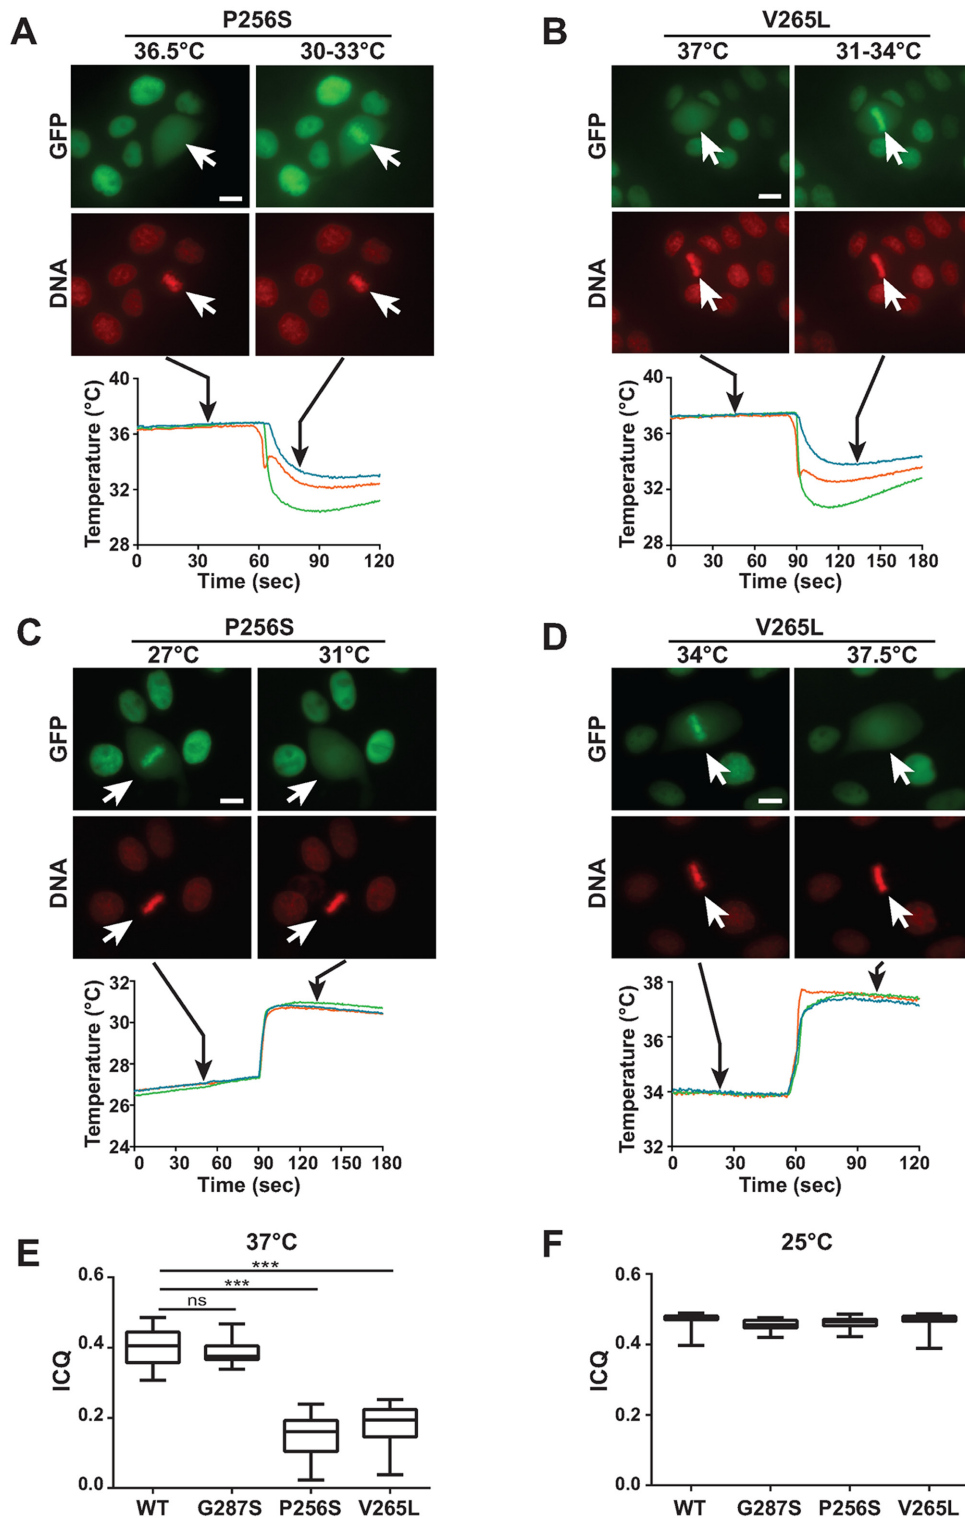 A
P256S
36.5°C
30-33°C
GFP
DNA
Temperature (°C)
40
36
32
28
0 30 60 90 120
Time (sec)
B
V265L
37°C
31-34°C
GFP
DNA
Temperature (°C)
40
36
32
28
0 30 60 90 120 150 180
Time (sec)
C
P256S
27°C
31°C
GFP
DNA
Temperature (°C)
32
30
28
26
24
0 30 60 90 120 150 180
Time (sec)
D
V265L
34°C
37.5°C
GFP
DNA
Temperature (°C)
38
36
34
32
0 30 60 90 120
Time (sec)
E
37°C
***
***
ns
ICQ
0.6
0.4
0.2
0.0
WT G287S P256S V265L
F
25°C
ICQ
0.6
0.4
0.2
0.0
WT G287S P256S V265L